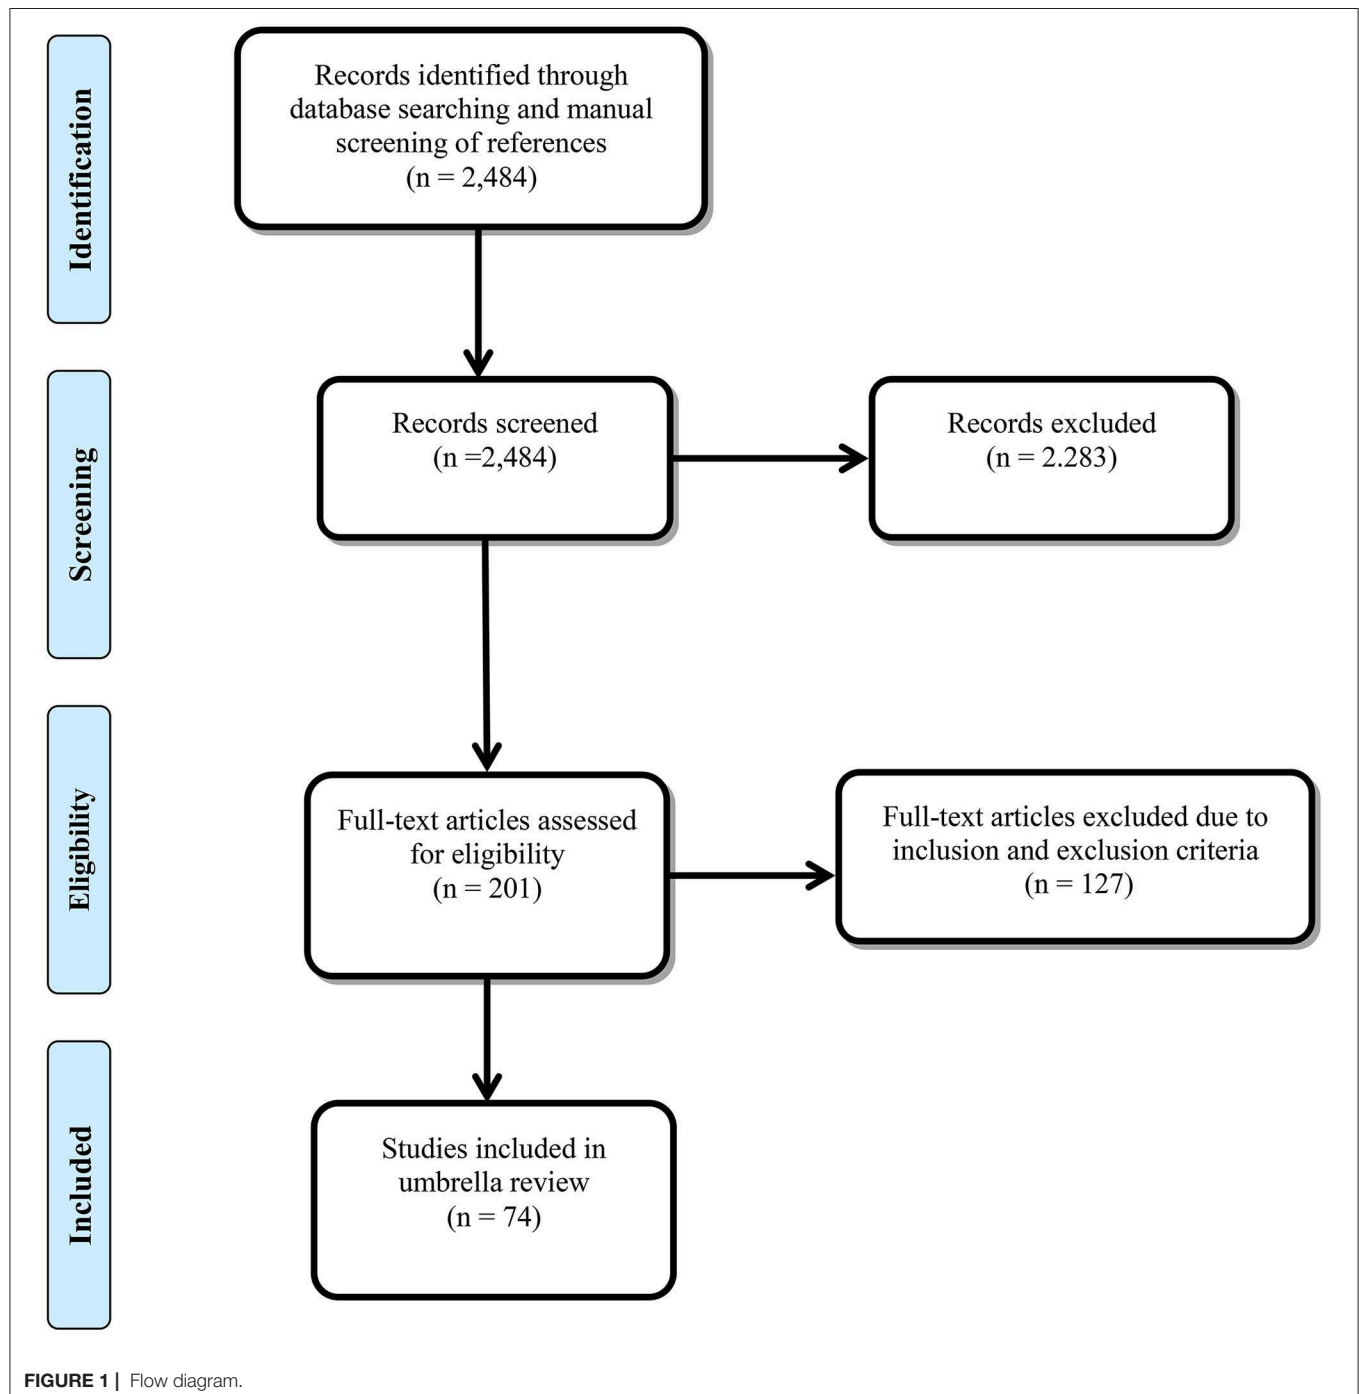 Identification
Records identified through
database searching and manual
screening of references
(n = 2,484)
Screening
Records screened
(n =2,484)
Records excluded
(n = 2.283)
Eligibility
Full-text articles assessed
for eligibility
(n = 201)
Full-text articles excluded due to
inclusion and exclusion criteria
(n = 127)
Included
Studies included in
umbrella review
(n = 74)
FIGURE 1 | Flow diagram.